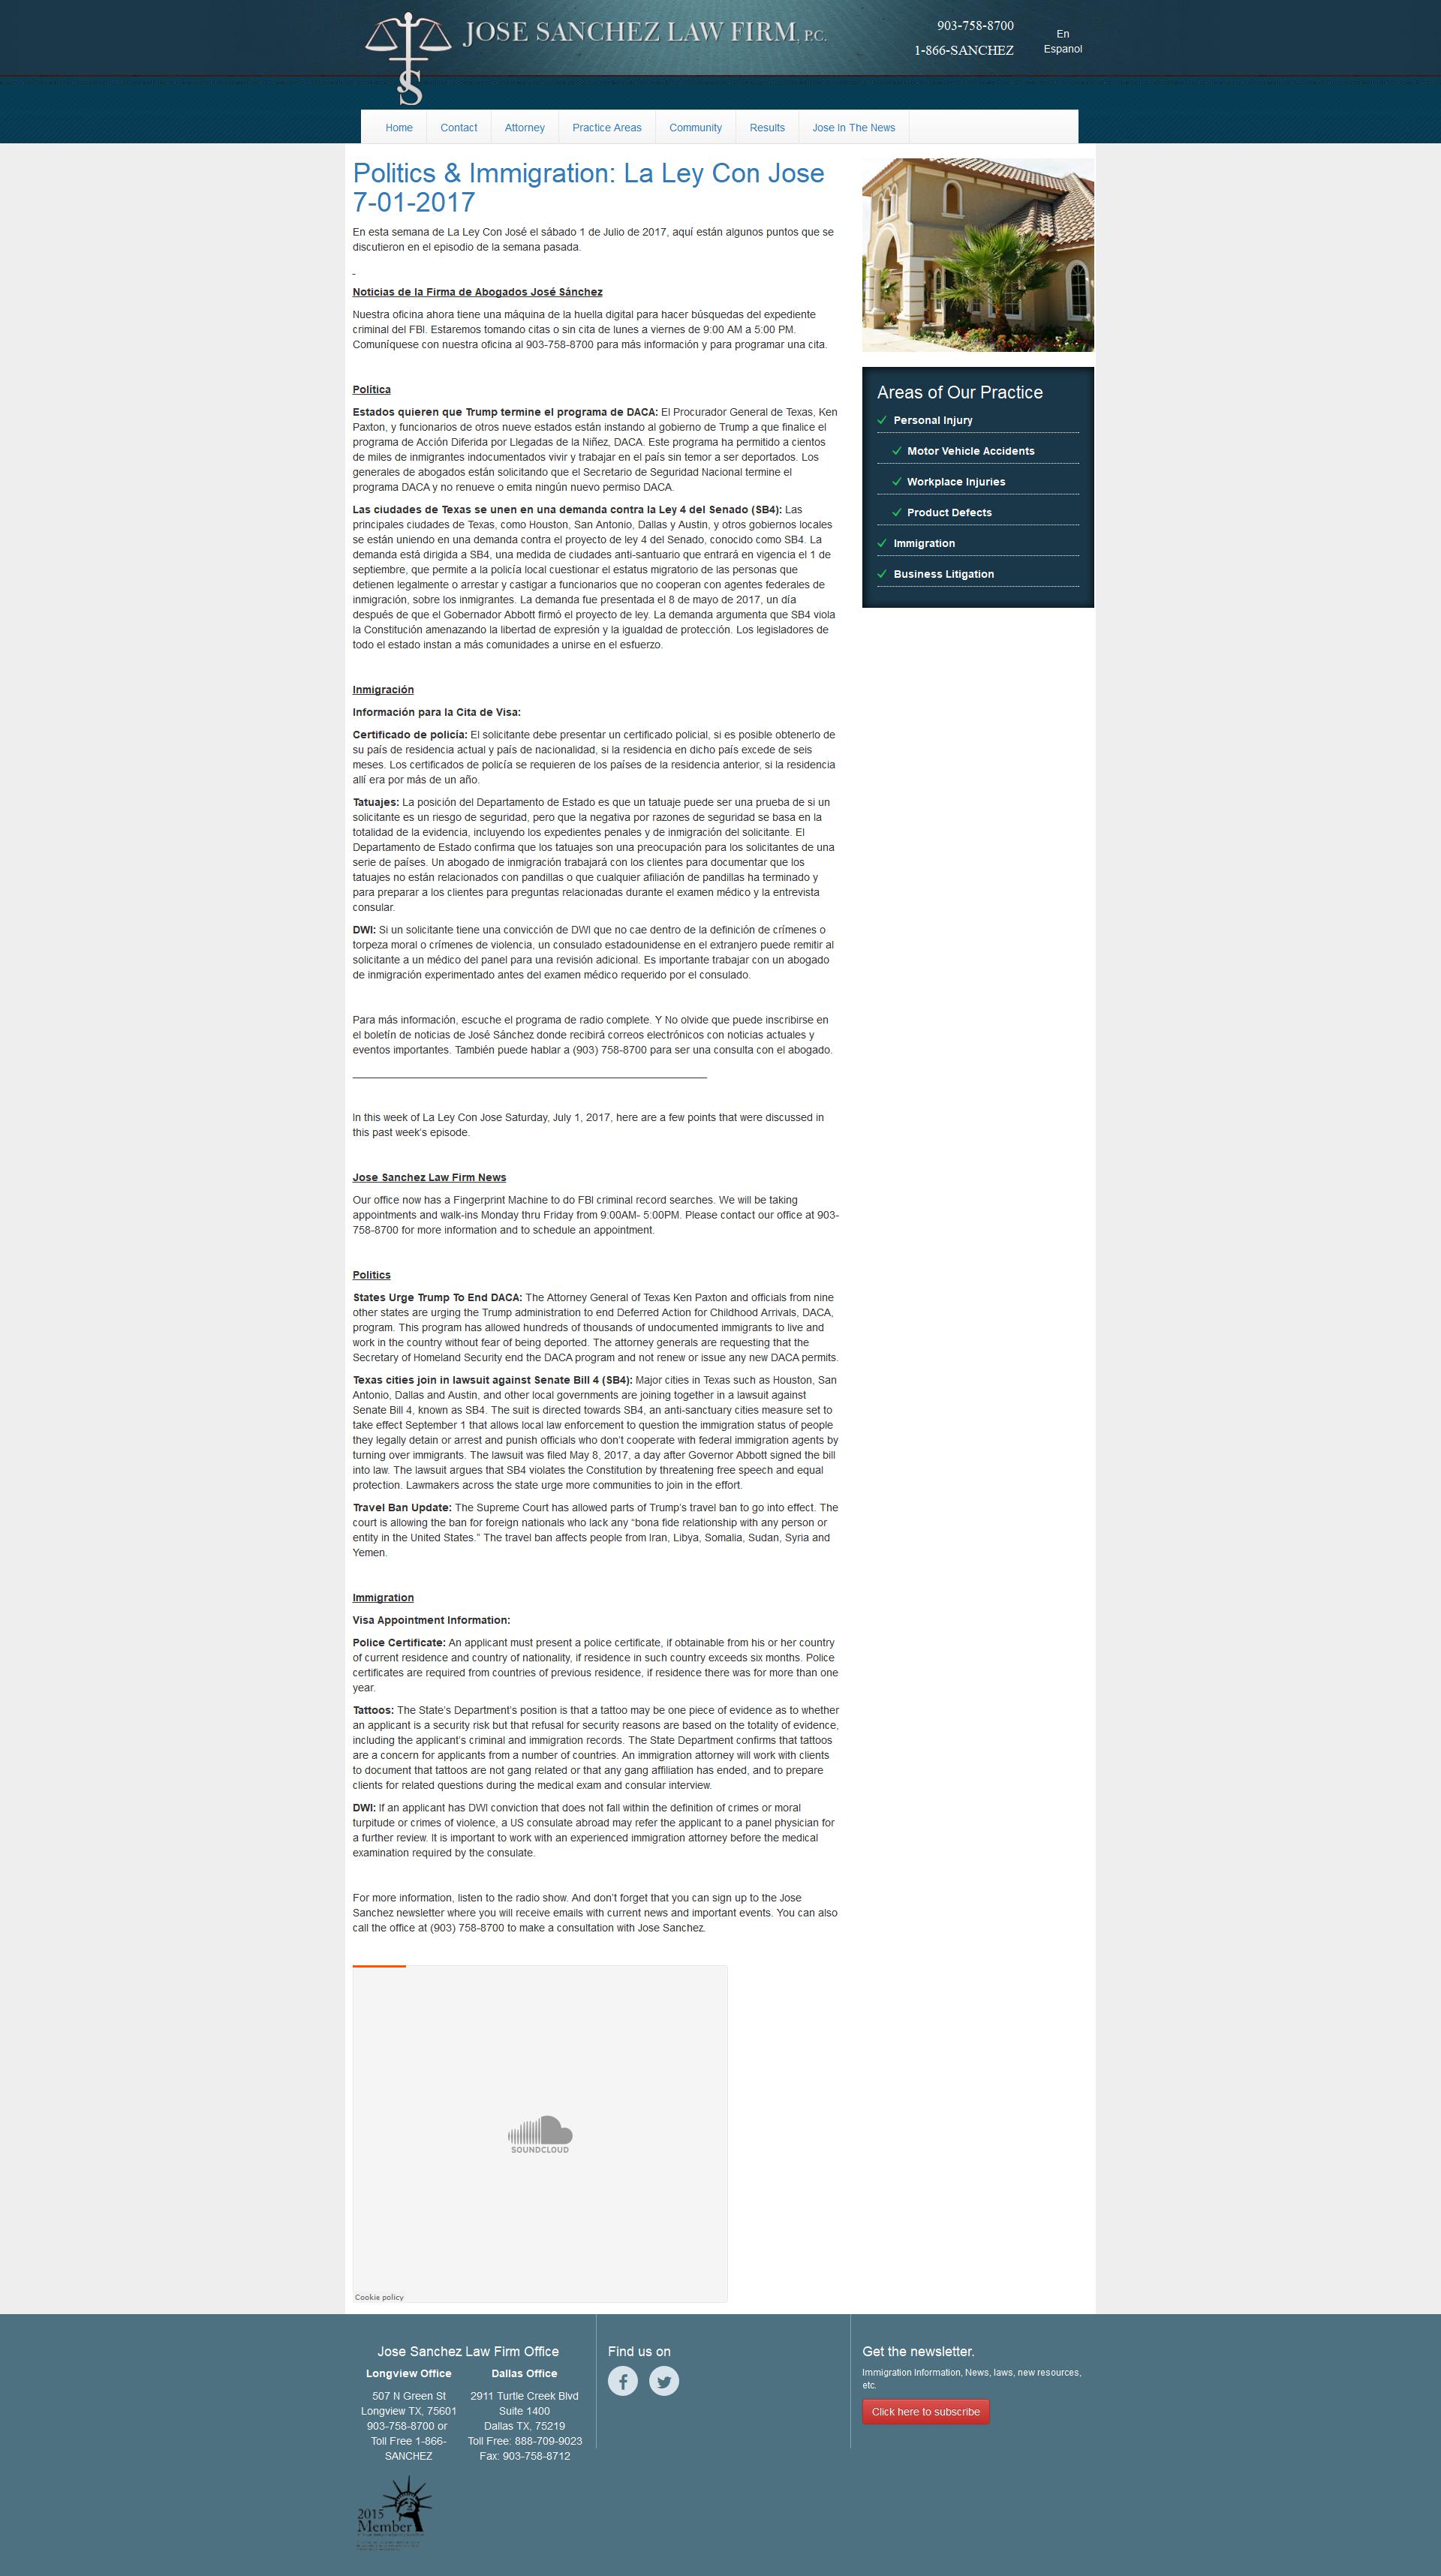 JOSE SANCHEZ LAW FIRM, P.C.
903-758-8700
1-866-SANCHEZ
En
Espanol
Home
Contact
Attorney
Practice Areas
Community
Results
Jose In The News
Politics & Immigration: La Ley Con Jose
7-01-2017
En esta semana de La Ley Con José el sábado 1 de Julio de 2017, aquí están algunos puntos que se
discutieron en el episodio de la semana pasada.
Noticias de la Firma de Abogados José Sánchez
Nuestra oficina ahora tiene una máquina de la huella digital para hacer búsquedas del expediente
criminal del FBI. Estaremos tomando citas o sin cita de lunes a viernes de 9:00 AM a 5:00 PM.
Comuníquese con nuestra oficina al 903-758-8700 para más información y para programar una cita.
Política
Estados quieren que Trump termine el programa de DACA: El Procurador General de Texas, Ken
Paxton, y funcionarios de otros nueve estados están instando al gobierno de Trump a que finalice el
programa de Acción Diferida por Llegadas de la Niñez, DACA. Este programa ha permitido a cientos
de miles de inmigrantes indocumentados vivir y trabajar en el país sin temor a ser deportados. Los
generales de abogados están solicitando que el Secretario de Seguridad Nacional termine el
programa DACA y no renueve o emita ningún nuevo permiso DACA.
Las ciudades de Texas se unen en una demanda contra la Ley 4 del Senado (SB4): Las
principales ciudades de Texas, como Houston, San Antonio, Dallas y Austin, y otros gobiernos locales
se están uniendo en una demanda contra el proyecto de ley 4 del Senado, conocido como SB4. La
demanda está dirigida a SB4, una medida de ciudades anti-santuario que entrará en vigencia el 1 de
septiembre, que permite a la policía local cuestionar el estatus migratorio de las personas que
detienen legalmente o arrestar y castigar a funcionarios que no cooperan con agentes federales de
inmigración, sobre los inmigrantes. La demanda fue presentada el 8 de mayo de 2017, un día
después de que el Gobernador Abbott firmó el proyecto de ley. La demanda argumenta que SB4 viola
la Constitución amenazando la libertad de expresión y la igualdad de protección. Los legisladores de
todo el estado instan a más comunidades a unirse en el esfuerzo.
Inmigración
Información para la Cita de Visa:
Certificado de policía: El solicitante debe presentar un certificado policial, si es posible obtenerlo de
su país de residencia actual y país de nacionalidad, si la residencia en dicho país excede de seis
meses. Los certificados de policía se requieren de los países de la residencia anterior, si la residencia
allí era por más de un año.
Tatuajes: La posición del Departamento de Estado es que un tatuaje puede ser una prueba de si un
solicitante es un riesgo de seguridad, pero que la negativa por razones de seguridad se basa en la
totalidad de la evidencia, incluyendo los expedientes penales y de inmigración del solicitante. El
Departamento de Estado confirma que los tatuajes son una preocupación para los solicitantes de una
serie de países. Un abogado de inmigración trabajará con los clientes para documentar que los
tatuajes no están relacionados con pandillas o que cualquier afiliación de pandillas ha terminado y
para preparar a los clientes para preguntas relacionadas durante el examen médico y la entrevista
consular.
DWI: Si un solicitante tiene una convicción de DWI que no cae dentro de la definición de crímenes o
torpeza moral o crímenes de violencia, un consulado estadounidense en el extranjero puede remitir al
solicitante a un médico del panel para una revisión adicional. Es importante trabajar con un abogado
de inmigración experimentado antes del examen médico requerido por el consulado.
Para más información, escuche el programa de radio complete. Y No olvide que puede inscribirse en
el boletín de noticias de José Sánchez donde recibirá correos electrónicos con noticias actuales y
eventos importantes. También puede hablar a (903) 758-8700 para ser una consulta con el abogado.
In this week of La Ley Con Jose Saturday, July 1, 2017, here are a few points that were discussed in
this past week's episode.
Jose Sanchez Law Firm News
Our office now has a Fingerprint Machine to do FBI criminal record searches. We will be taking
appointments and walk-ins Monday thru Friday from 9:00AM- 5:00PM. Please contact our office at 903-
758-8700 for more information and to schedule an appointment.
Politics
States Urge Trump To End DACA: The Attorney General of Texas Ken Paxton and officials from nine
other states are urging the Trump administration to end Deferred Action for Childhood Arrivals, DACA,
program. This program has allowed hundreds of thousands of undocumented immigrants to live and
work in the country without fear of being deported. The attorney generals are requesting that the
Secretary of Homeland Security end the DACA program and not renew or issue any new DACA permits.
Texas cities join in lawsuit against Senate Bill 4 (SB4): Major cities in Texas such as Houston, San
Antonio, Dallas and Austin, and other local governments are joining together in a lawsuit against
Senate Bill 4, known as SB4. The suit is directed towards SB4, an anti-sanctuary cities measure set to
take effect September 1 that allows local law enforcement to question the immigration status of people
they legally detain or arrest and punish officials who don't cooperate with federal immigration agents by
turning over immigrants. The lawsuit was filed May 8, 2017, a day after Governor Abbott signed the bill
into law. The lawsuit argues that SB4 violates the Constitution by threatening free speech and equal
protection. Lawmakers across the state urge more communities to join in the effort.
Travel Ban Update: The Supreme Court has allowed parts of Trump's travel ban to go into effect. The
court is allowing the ban for foreign nationals who lack any “bona fide relationship with any person or
entity in the United States.” The travel ban affects people from Iran, Libya, Somalia, Sudan, Syria and
Yemen.
Immigration
Visa Appointment Information:
Police Certificate: An applicant must present a police certificate, if obtainable from his or her country
of current residence and country of nationality, if residence in such country exceeds six months. Police
certificates are required from countries of previous residence, if residence there was for more than one
year.
Tattoos: The State's Department's position is that a tattoo may be one piece of evidence as to whether
an applicant is a security risk but that refusal for security reasons are based on the totality of evidence,
including the applicant's criminal and immigration records. The State Department confirms that tattoos
are a concern for applicants from a number of countries. An immigration attorney will work with clients
to document that tattoos are not gang related or that any gang affiliation has ended, and to prepare
clients for related questions during the medical exam and consular interview.
DWI: If an applicant has DWI conviction that does not fall within the definition of crimes or moral
turpitude or crimes of violence, a US consulate abroad may refer the applicant to a panel physician for
a further review. It is important to work with an experienced immigration attorney before the medical
examination required by the consulate.
For more information, listen to the radio show. And don't forget that you can sign up to the Jose
Sanchez newsletter where you will receive emails with current news and important events. You can also
call the office at (903) 758-8700 to make a consultation with Jose Sanchez.
SOUNDCLOUD
Cookie policy
Areas of Our Practice
Personal Injury
Motor Vehicle Accidents
Workplace Injuries
Product Defects
Immigration
Business Litigation
Jose Sanchez Law Firm Office
Longview Office
507 N Green St
Longview TX, 75601
903-758-8700 or
Toll Free 1-866-
SANCHEZ
Dallas Office
2911 Turtle Creek Blvd
Suite 1400
Dallas TX, 75219
Toll Free: 888-709-9023
Fax: 903-758-8712
2015
Member
Find us on
Get the newsletter.
Immigration Information, News, laws, new resources,
etc.
Click here to subscribe